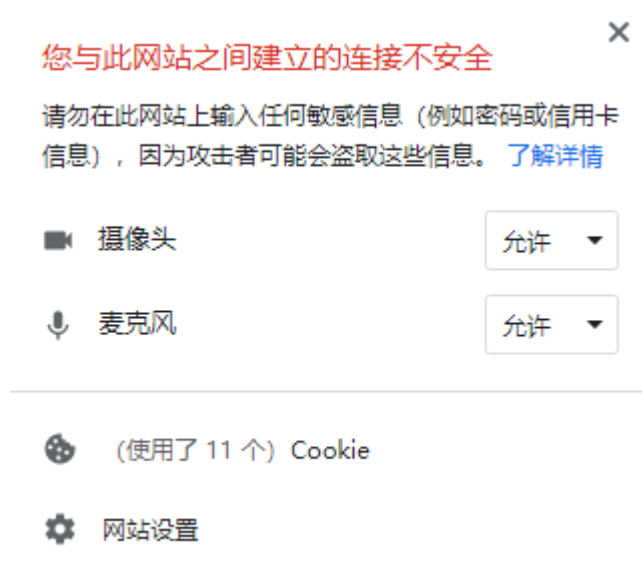 您与此网站之间建立的连接不安全
请勿在此网站上输入任何敏感信息（例如密码或信用卡
信息），因为攻击者可能会盗取这些信息。 了解详情
摄像头 允许
麦克风 允许
（使用了 11 个）Cookie
网站设置